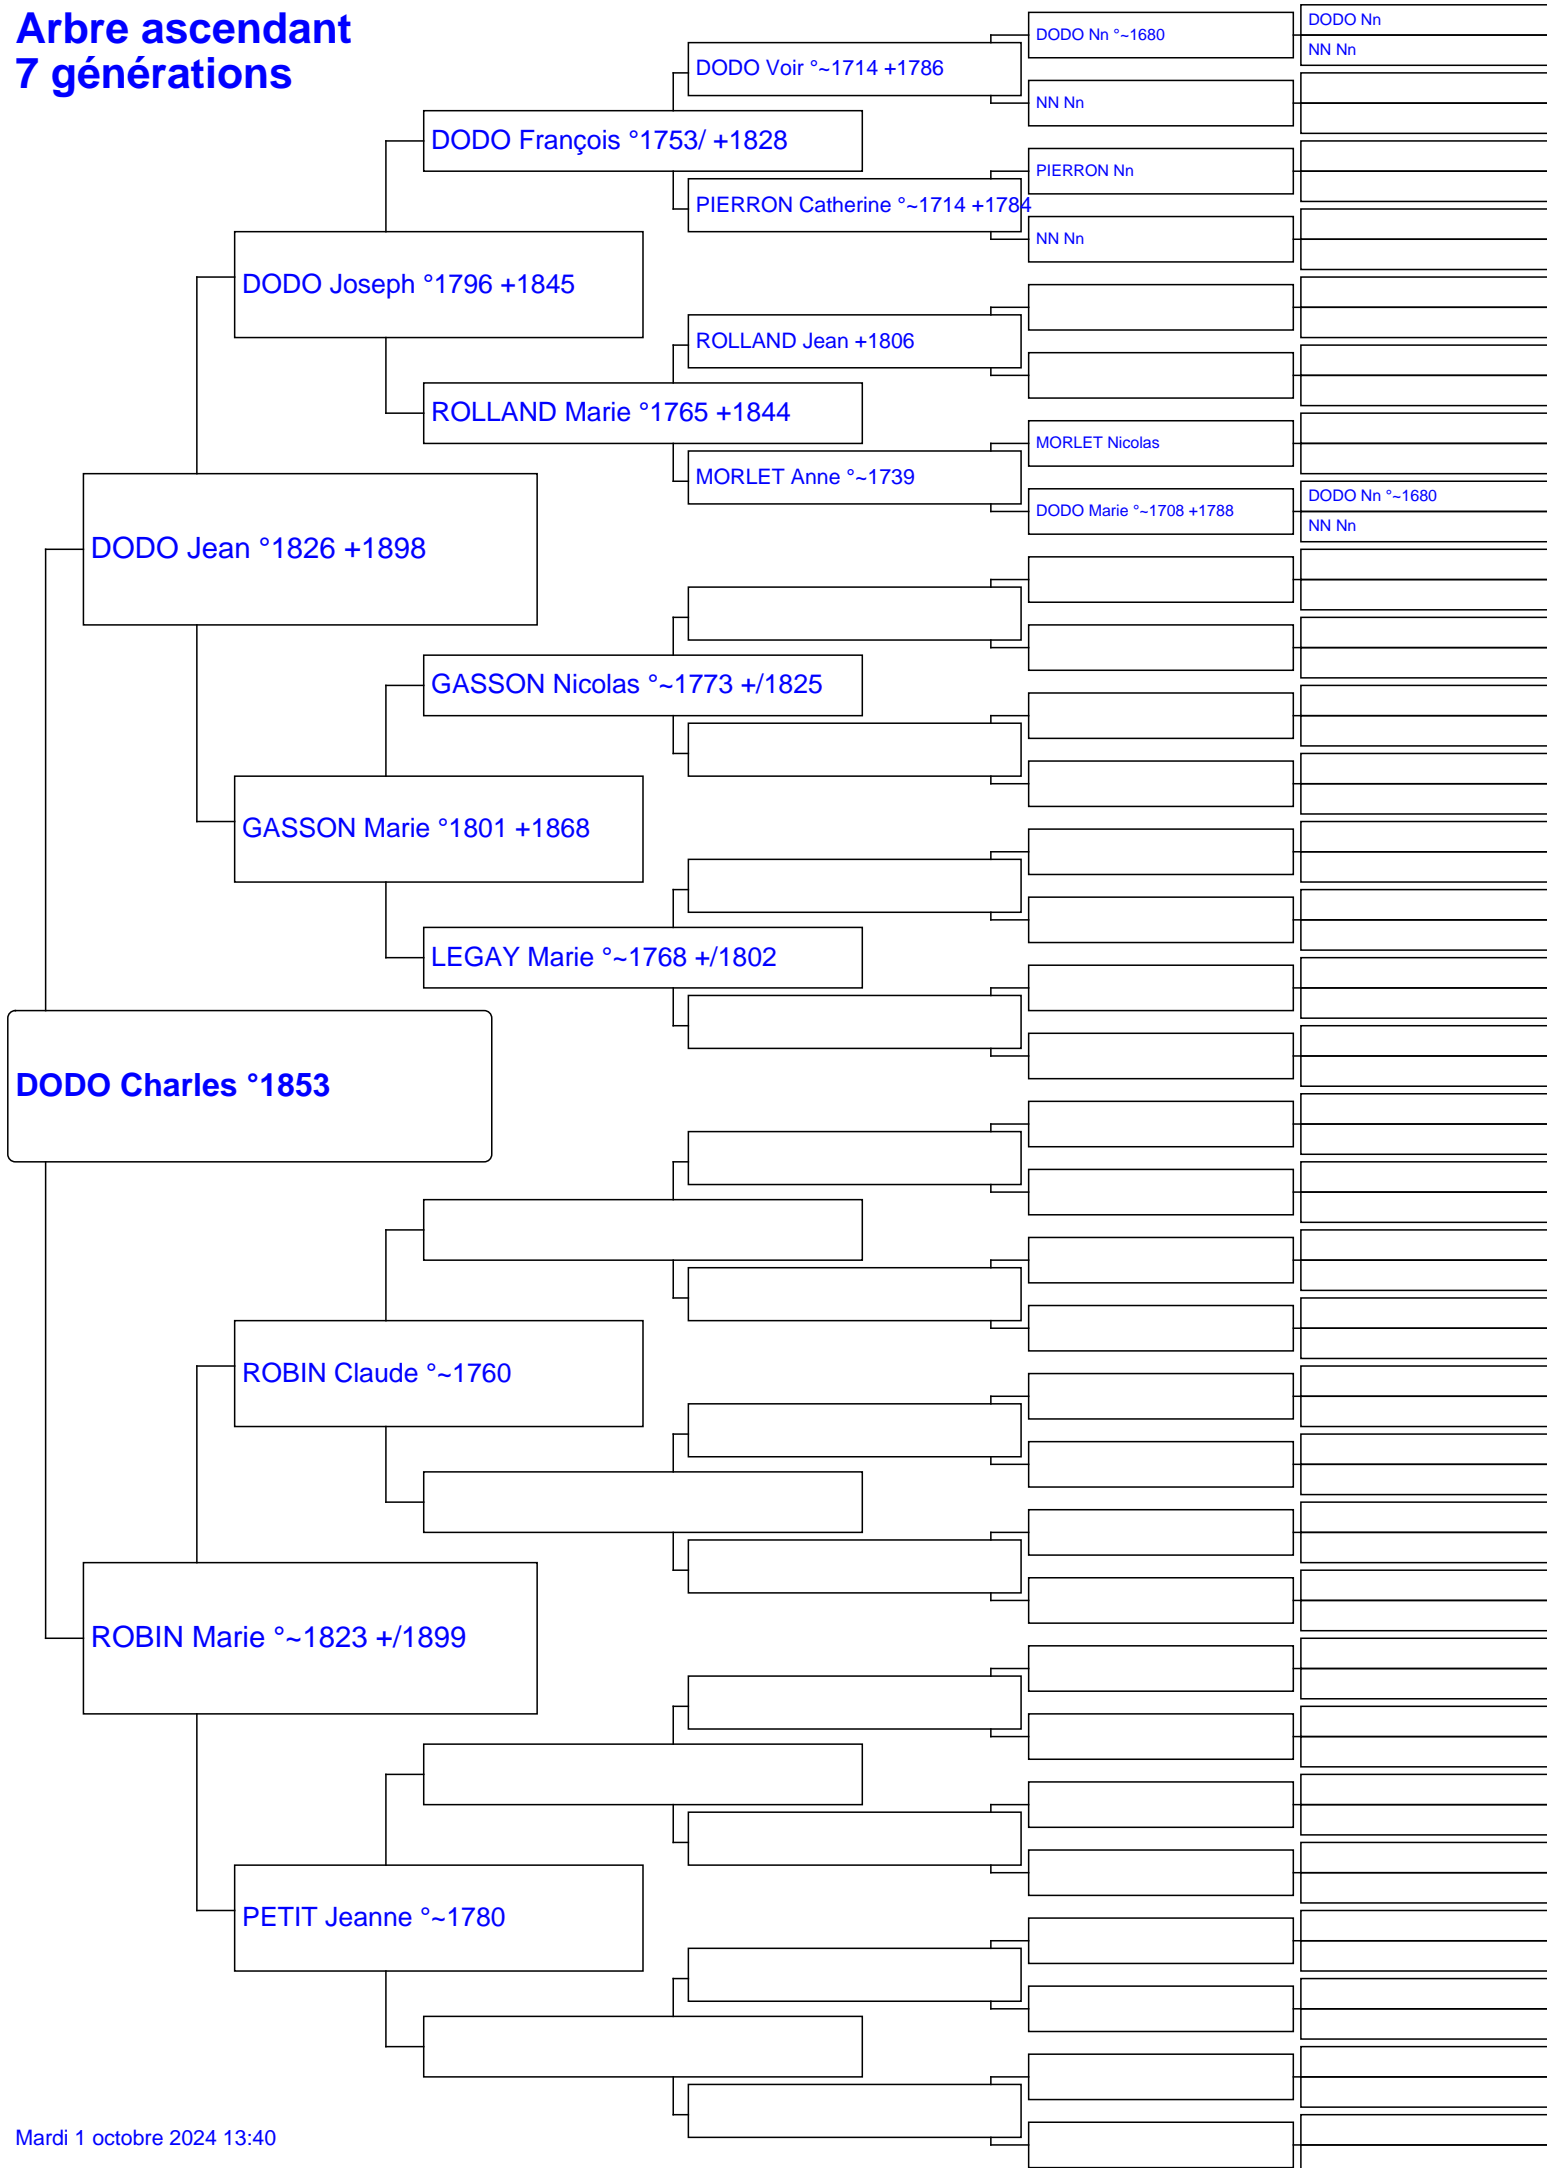 Arbre ascendant
7 générations
DODO Nn
NN Nn
DODO Nn °~1680
DODO Voir °~1714 +1786
NN Nn
DODO François °1753/ +1828
PIERRON Nn
PIERRON Catherine °~1714 +1784
NN Nn
DODO Joseph °1796 +1845
ROLLAND Jean +1806
ROLLAND Marie °1765 +1844
MORLET Nicolas
MORLET Anne °~1739
DODO Nn °~1680
DODO Marie °~1708 +1788
NN Nn
DODO Jean °1826 +1898
GASSON Nicolas °~1773 +/1825
GASSON Marie °1801 +1868
LEGAY Marie °~1768 +/1802
DODO Charles °1853
ROBIN Claude °~1760
ROBIN Marie °~1823 +/1899
PETIT Jeanne °~1780
Mardi 1 octobre 2024 13:40